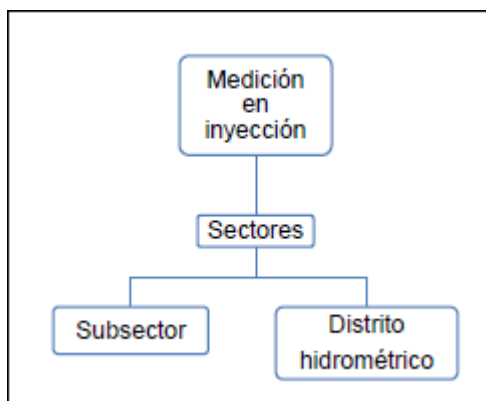 Medición
en
inyección
Sectores
Subsector
Distrito
hidrométrico